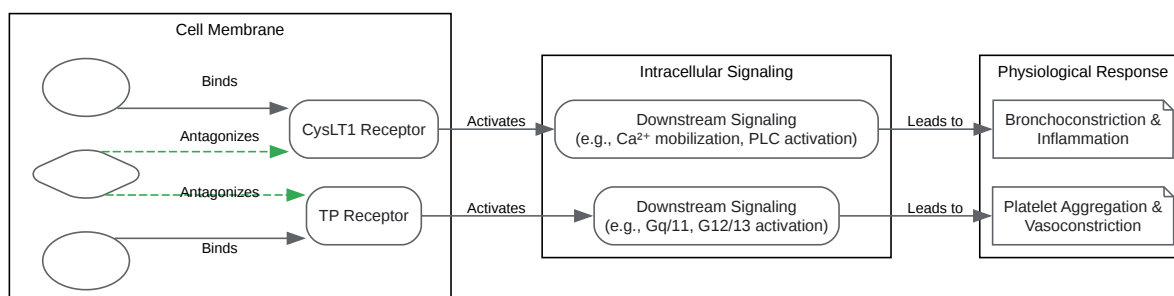 Cell Membrane
Binds
Antagonizes
CysLT1 Receptor
Antagonizes
TP Receptor
Binds
Activates
Activates
Intracellular Signaling
Downstream Signaling
(e.g., Ca²⁺ mobilization, PLC activation)
Downstream Signaling
(e.g., Gq/11, G12/13 activation)
Leads to
Leads to
Physiological Response
Bronchoconstriction &
Inflammation
Platelet Aggregation &
Vasoconstriction